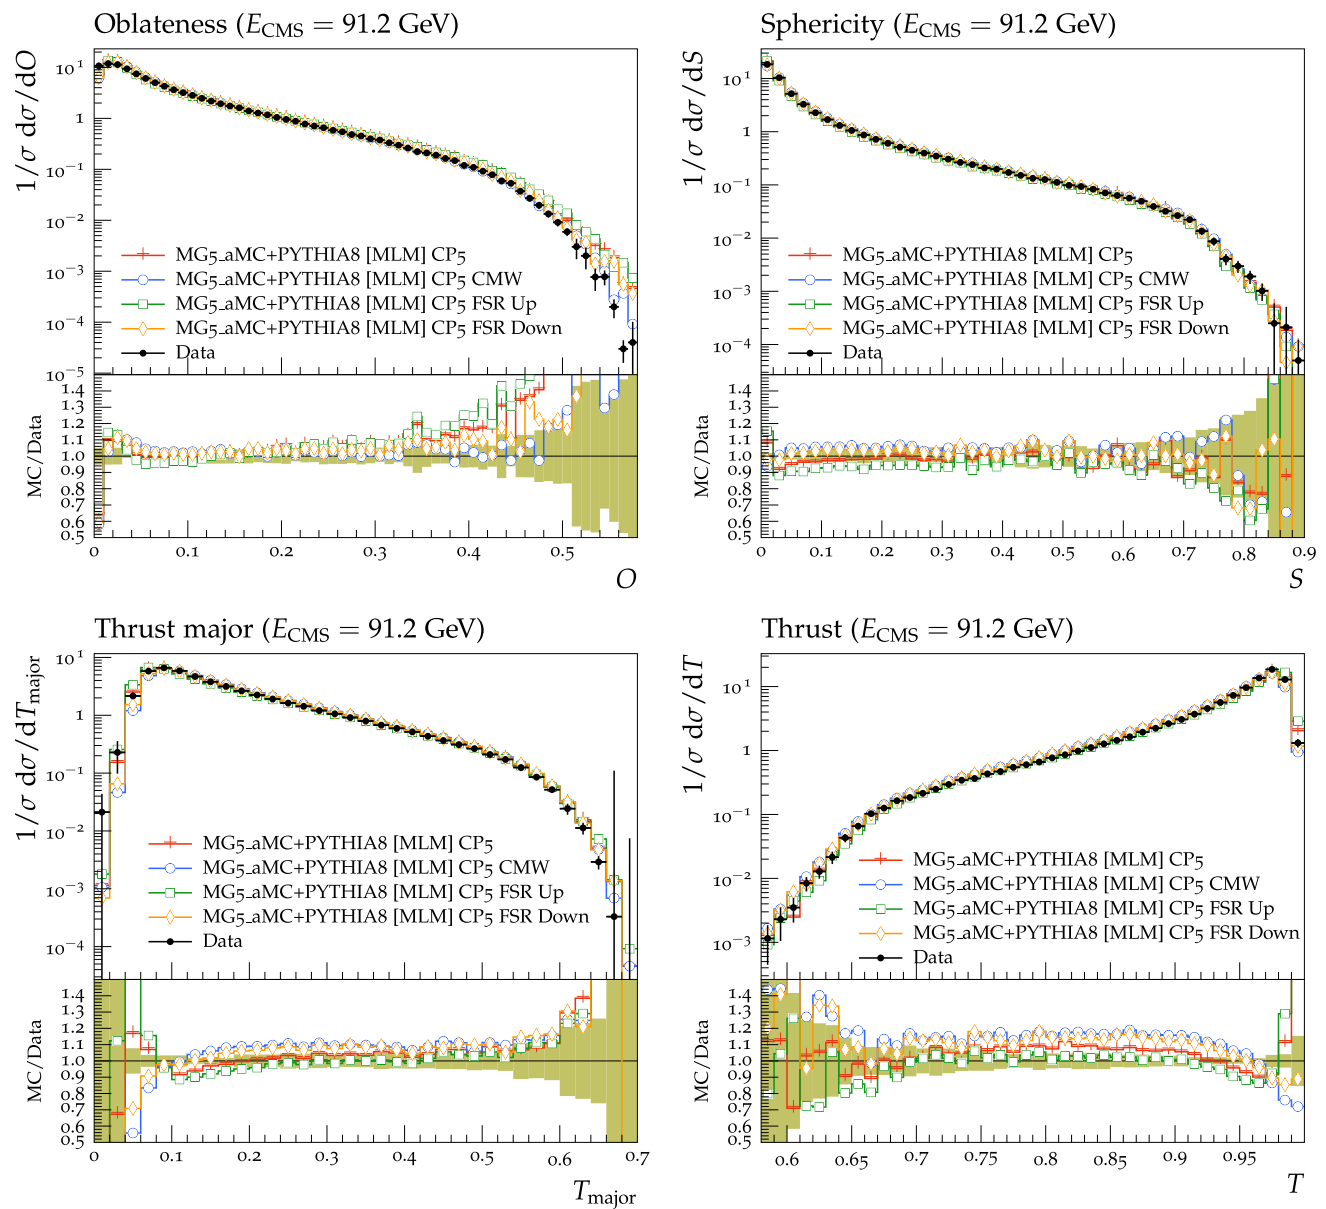 Oblateness (E_CMS = 91.2 GeV)
1/σ dσ/dO
10^1
1
10^−1
10^−2
10^−3
10^−4
10^−5
MG5_aMC+PYTHIA8 [MLM] CP5
MG5_aMC+PYTHIA8 [MLM] CP5 CMW
MG5_aMC+PYTHIA8 [MLM] CP5 FSR Up
MG5_aMC+PYTHIA8 [MLM] CP5 FSR Down
Data
MC/Data
1.4
1.3
1.2
1.1
1.0
0.9
0.8
0.7
0.6
0.5
0 0.1 0.2 0.3 0.4 0.5
O
Sphericity (E_CMS = 91.2 GeV)
1/σ dσ/dS
10^1
1
10^−1
10^−2
10^−3
10^−4
MG5_aMC+PYTHIA8 [MLM] CP5
MG5_aMC+PYTHIA8 [MLM] CP5 CMW
MG5_aMC+PYTHIA8 [MLM] CP5 FSR Up
MG5_aMC+PYTHIA8 [MLM] CP5 FSR Down
Data
MC/Data
1.4
1.3
1.2
1.1
1.0
0.9
0.8
0.7
0.6
0.5
0 0.1 0.2 0.3 0.4 0.5 0.6 0.7 0.8 0.9
S
Thrust major (E_CMS = 91.2 GeV)
1/σ dσ/dT_major
10^1
1
10^−1
10^−2
10^−3
10^−4
MG5_aMC+PYTHIA8 [MLM] CP5
MG5_aMC+PYTHIA8 [MLM] CP5 CMW
MG5_aMC+PYTHIA8 [MLM] CP5 FSR Up
MG5_aMC+PYTHIA8 [MLM] CP5 FSR Down
Data
MC/Data
1.4
1.3
1.2
1.1
1.0
0.9
0.8
0.7
0.6
0.5
0 0.1 0.2 0.3 0.4 0.5 0.6 0.7
T_major
Thrust (E_CMS = 91.2 GeV)
1/σ dσ/dT
10^1
1
10^−1
10^−2
10^−3
MG5_aMC+PYTHIA8 [MLM] CP5
MG5_aMC+PYTHIA8 [MLM] CP5 CMW
MG5_aMC+PYTHIA8 [MLM] CP5 FSR Up
MG5_aMC+PYTHIA8 [MLM] CP5 FSR Down
Data
MC/Data
1.4
1.3
1.2
1.1
1.0
0.9
0.8
0.7
0.6
0.5
0.6 0.65 0.7 0.75 0.8 0.85 0.9 0.95
T